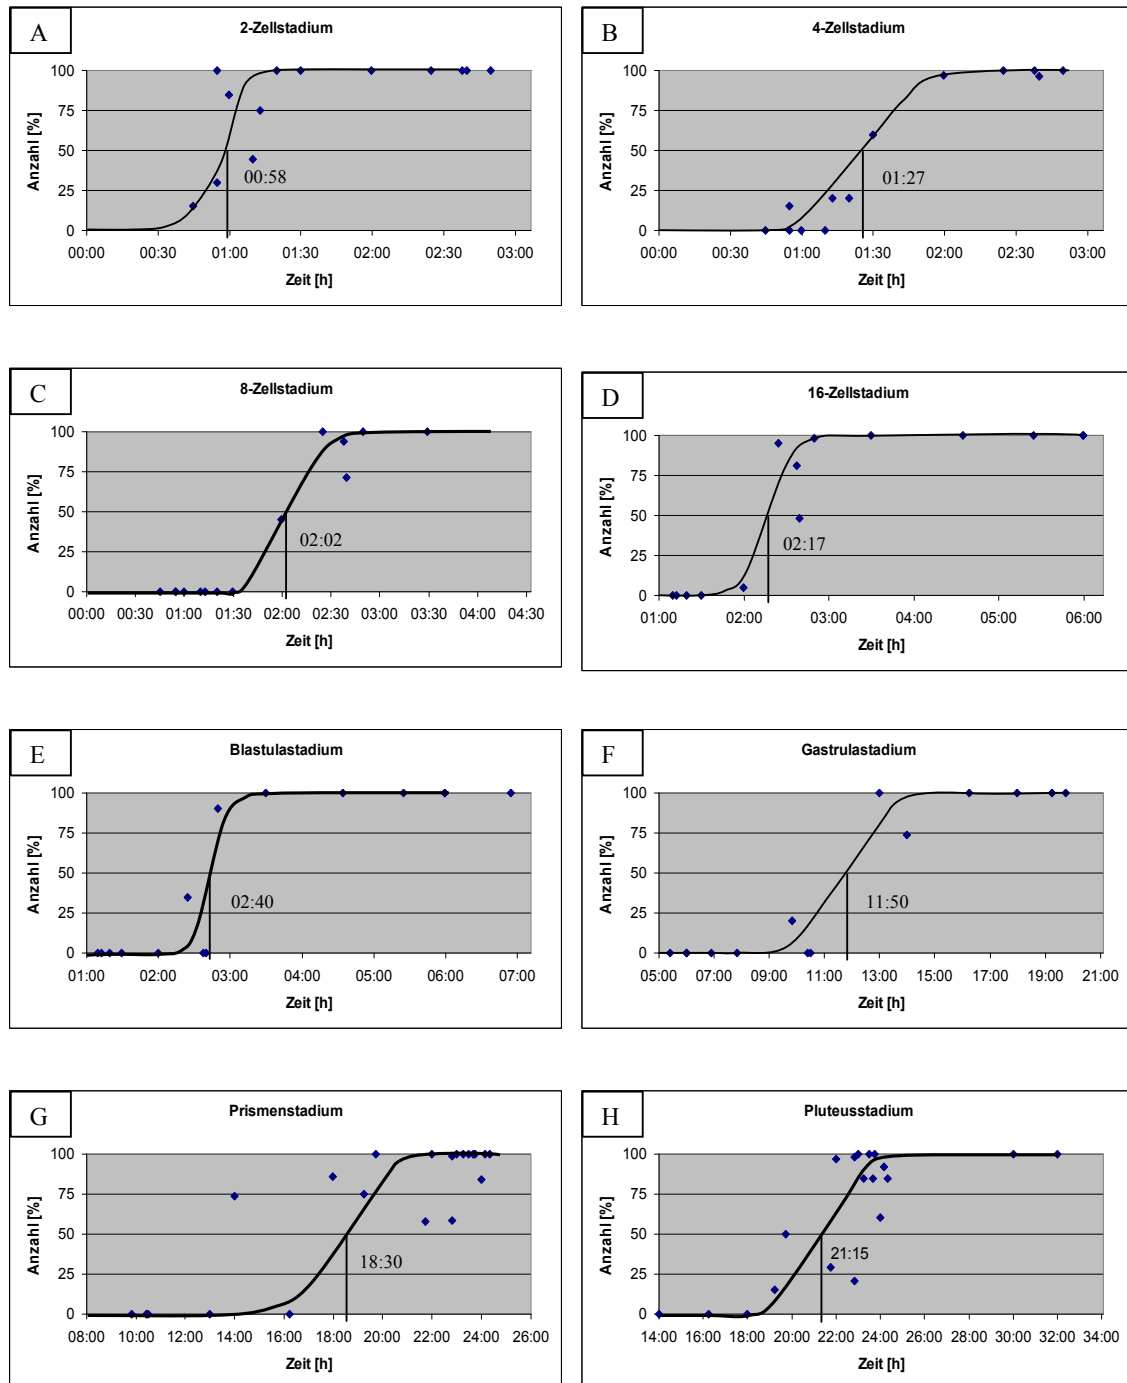 A
2-Zellstadium
Anzahl [%]
100
75
50
25
0
00:58
00:00 00:30 01:00 01:30 02:00 02:30 03:00
Zeit [h]
B
4-Zellstadium
Anzahl [%]
100
75
50
25
0
01:27
00:00 00:30 01:00 01:30 02:00 02:30 03:00
Zeit [h]
C
8-Zellstadium
Anzahl [%]
100
75
50
25
0
02:02
00:00 00:30 01:00 01:30 02:00 02:30 03:00 03:30 04:00 04:30
Zeit [h]
D
16-Zellstadium
Anzahl [%]
100
75
50
25
0
02:17
01:00 02:00 03:00 04:00 05:00 06:00
Zeit [h]
E
Blastulastadium
Anzahl [%]
100
75
50
25
0
02:40
01:00 02:00 03:00 04:00 05:00 06:00 07:00
Zeit [h]
F
Gastrulastadium
Anzahl [%]
100
75
50
25
0
11:50
05:00 07:00 09:00 11:00 13:00 15:00 17:00 19:00 21:00
Zeit [h]
G
Prismenstadium
Anzahl [%]
100
75
50
25
0
18:30
08:00 10:00 12:00 14:00 16:00 18:00 20:00 22:00 24:00 26:00
Zeit [h]
H
Pluteusstadium
Anzahl [%]
100
75
50
25
0
21:15
14:00 16:00 18:00 20:00 22:00 24:00 26:00 28:00 30:00 32:00 34:00
Zeit [h]